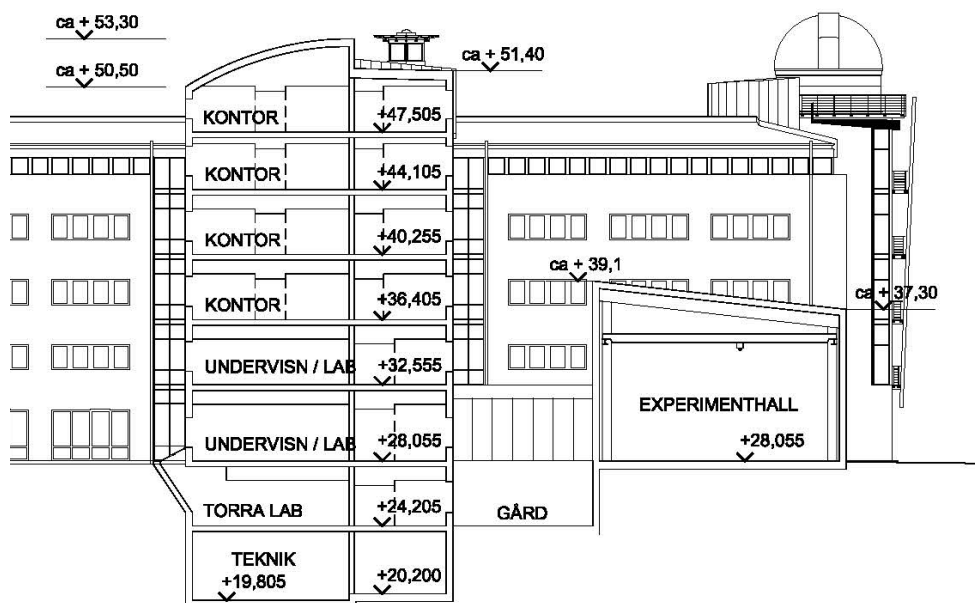 ca + 53,30
ca + 51,40
ca + 50,50
KONTOR +47,505
KONTOR +44,105
KONTOR +40,255
ca + 39,1
ca + 37,30
KONTOR +36,405
UNDERVISN / LAB +32,555
EXPERIMENTHALL
UNDERVISN / LAB +28,055
+28,055
TORRA LAB +24,205
GÅRD
TEKNIK
+19,805
+20,200